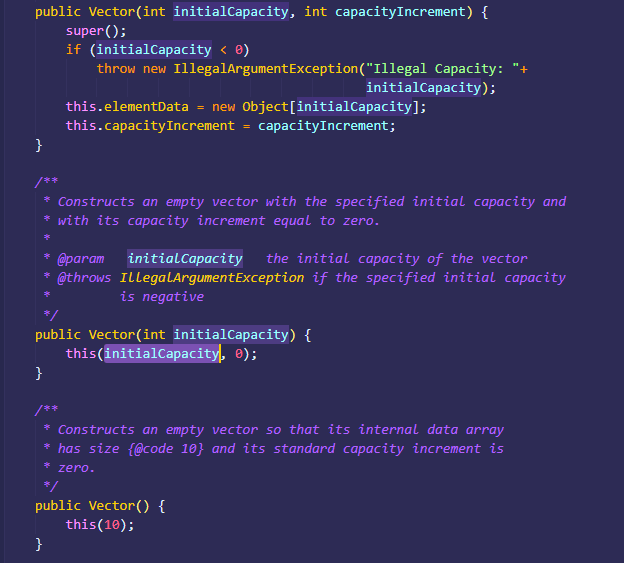 public Vector(int initialCapacity, int capacityIncrement) {
super();
if (initialCapacity < 0)
throw new IllegalArgumentException("Illegal Capacity: "+
initialCapacity);
this.elementData = new Object[initialCapacity];
this.capacityIncrement = capacityIncrement;
}
/**
* Constructs an empty vector with the specified initial capacity and
* with its capacity increment equal to zero.
*
* @param   initialCapacity   the initial capacity of the vector
* @throws IllegalArgumentException if the specified initial capacity
*         is negative
*/
public Vector(int initialCapacity) {
this(initialCapacity, 0);
}
/**
* Constructs an empty vector so that its internal data array
* has size {@code 10} and its standard capacity increment is
* zero.
*/
public Vector() {
this(10);
}